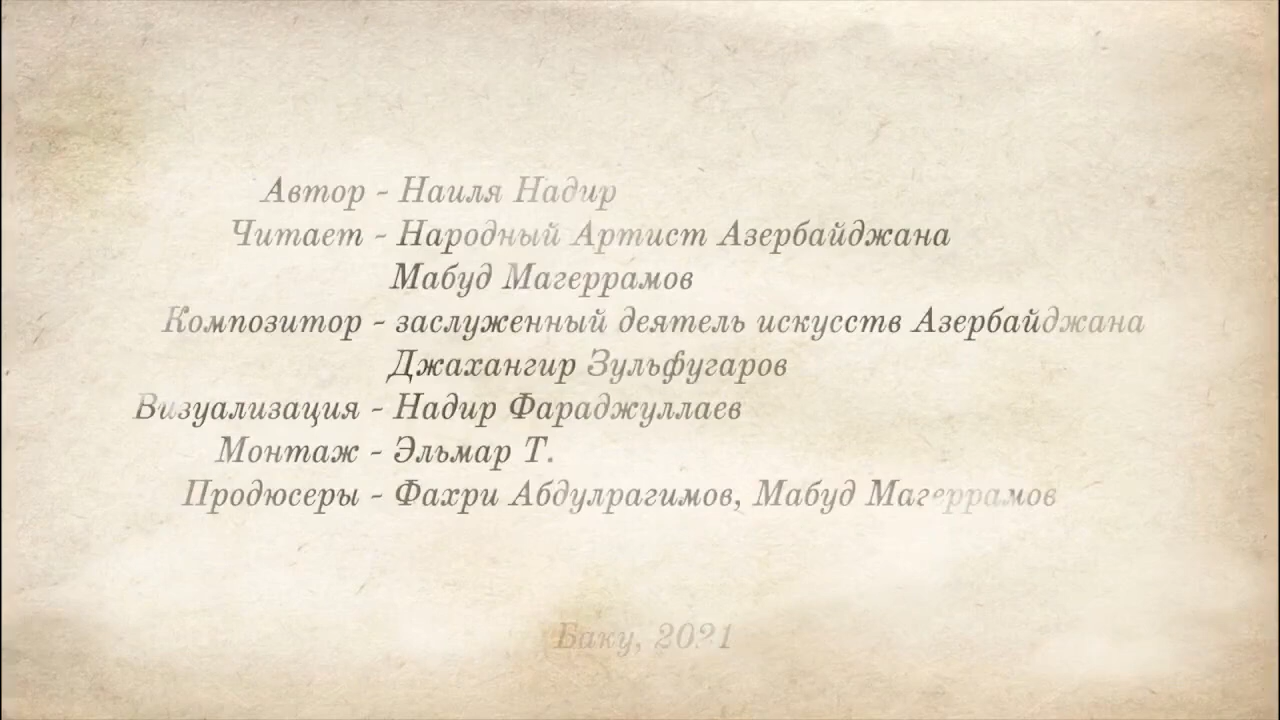 Автор - Наиля Надир
Читает - Народный Артист Азербайджана
Мабуд Магеррамов
Композитор - заслуженный деятель искусств Азербайджана
Джахангир Зульфугаров
Визуализация - Надир Фараджуллаев
Монтаж - Эльмар Т.
Продюсеры - Фахри Абдулрагимов, Мабуд Магеррамов
Баку, 2021